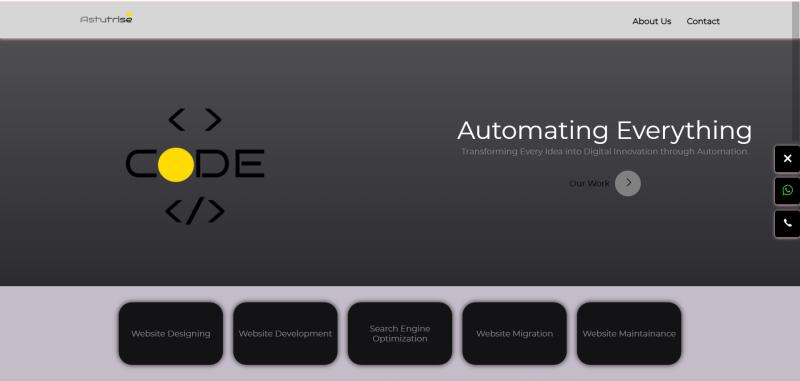 Astutrise
About Us
Contact
< >
CODE
</>
Automating Everything
Transforming Every Idea into Digital Innovation through Automation.
Our Work
Website Designing
Website Development
Search Engine
Optimization
Website Migration
Website Maintainance